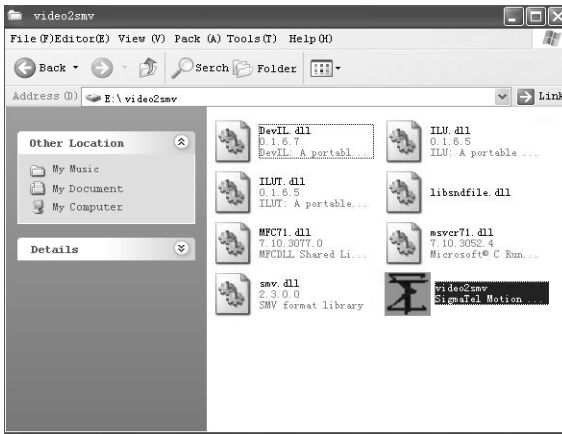 video2smv
File (F)Editor(E) View (V) Pack (A) Tools(T) Help(H)
Back Serch Folder
Address (D) E:\video2smv Link
Other Location
My Music
My Document
My Computer
Details
DevIL.dll
0.1.6.7
DevIL: A portabl...
ILU.dll
0.1.6.5
ILU: A portable ...
ILUT.dll
0.1.6.5
ILUT: A portable...
libsndfile.dll
MFC71.dll
7.10.3077.0
MFCDLL Shared Li...
msvcr71.dll
7.10.3052.4
Microsoft® C Run...
smv.dll
2.3.0.0
SMV format library
video2smv
SigmaTel Motion ...